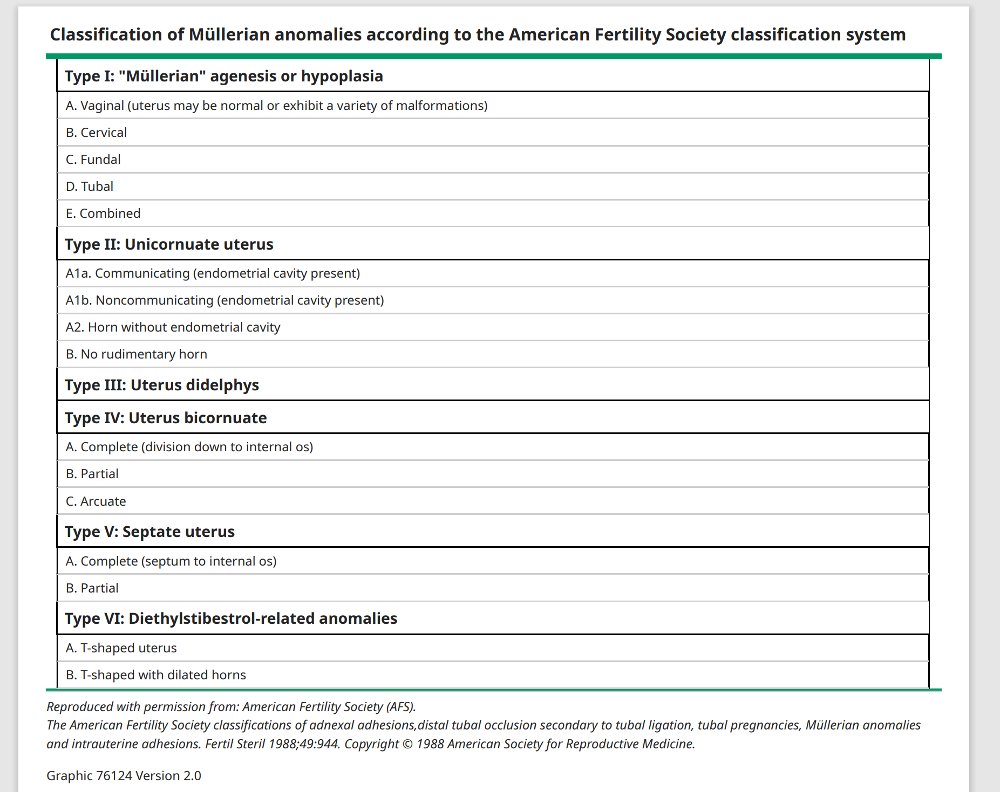 Classification of Müllerian anomalies according to the American Fertility Society classification system
Type I: "Müllerian" agenesis or hypoplasia
A. Vaginal (uterus may be normal or exhibit a variety of malformations)
B. Cervical
C. Fundal
D. Tubal
E. Combined
Type II: Unicornuate uterus
A1a. Communicating (endometrial cavity present)
A1b. Noncommunicating (endometrial cavity present)
A2. Horn without endometrial cavity
B. No rudimentary horn
Type III: Uterus didelphys
Type IV: Uterus bicornuate
A. Complete (division down to internal os)
B. Partial
C. Arcuate
Type V: Septate uterus
A. Complete (septum to internal os)
B. Partial
Type VI: Diethylstibestrol-related anomalies
A. T-shaped uterus
B. T-shaped with dilated horns
Reproduced with permission from: American Fertility Society (AFS).
The American Fertility Society classifications of adnexal adhesions,distal tubal occlusion secondary to tubal ligation, tubal pregnancies, Müllerian anomalies
and intrauterine adhesions. Fertil Steril 1988;49:944. Copyright © 1988 American Society for Reproductive Medicine.
Graphic 76124 Version 2.0